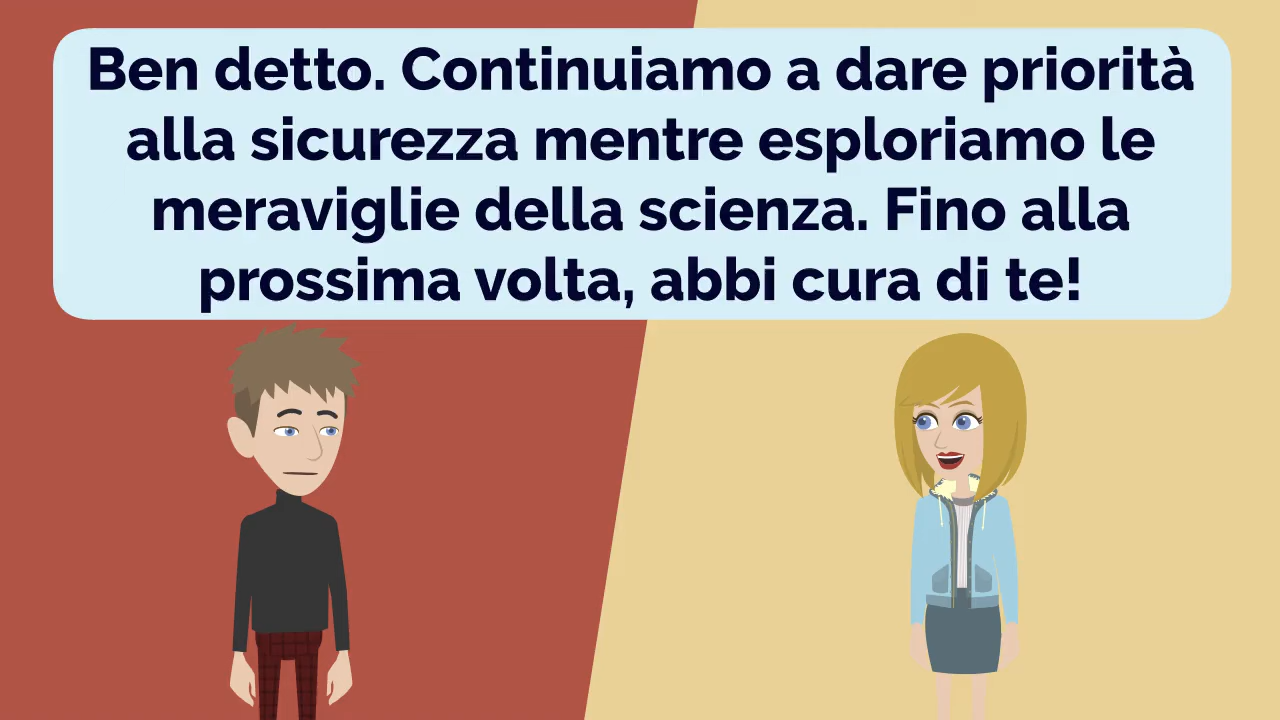 Ben detto. Continuiamo a dare priorità
alla sicurezza mentre esploriamo le
meraviglie della scienza. Fino alla
prossima volta, abbi cura di te!